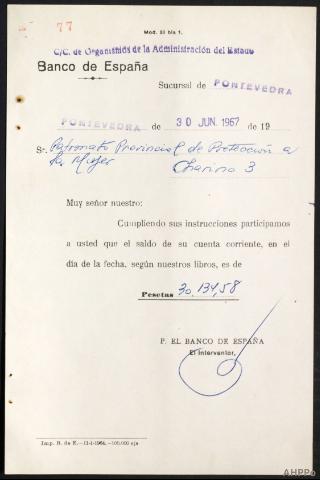 Mod. 33 bis 1.
77
C/C. de Organismos de la Administración del Estado
Banco de España
Sucursal de PONTEVEDRA
PONTEVEDRA de 30 JUN. 1967 de 19
Sr. Patronato Provincial de Protección a
la Mujer Charino 3
Muy señor nuestro:
Cumpliendo sus instrucciones participamos
a usted que el saldo de su cuenta corriente, en el
día de la fecha, según nuestros libros, es de
Pesetas 30.134,58
P. EL BANCO DE ESPAÑA
El Interventor,
Imp. B. de E.-11-1-1964.-100.000 ejs
AHPPO